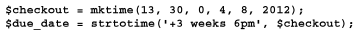 $checkout = mktime(13, 30, 0, 4, 8, 2012);
$due_date = strtotime('+3 weeks 6pm', $checkout);